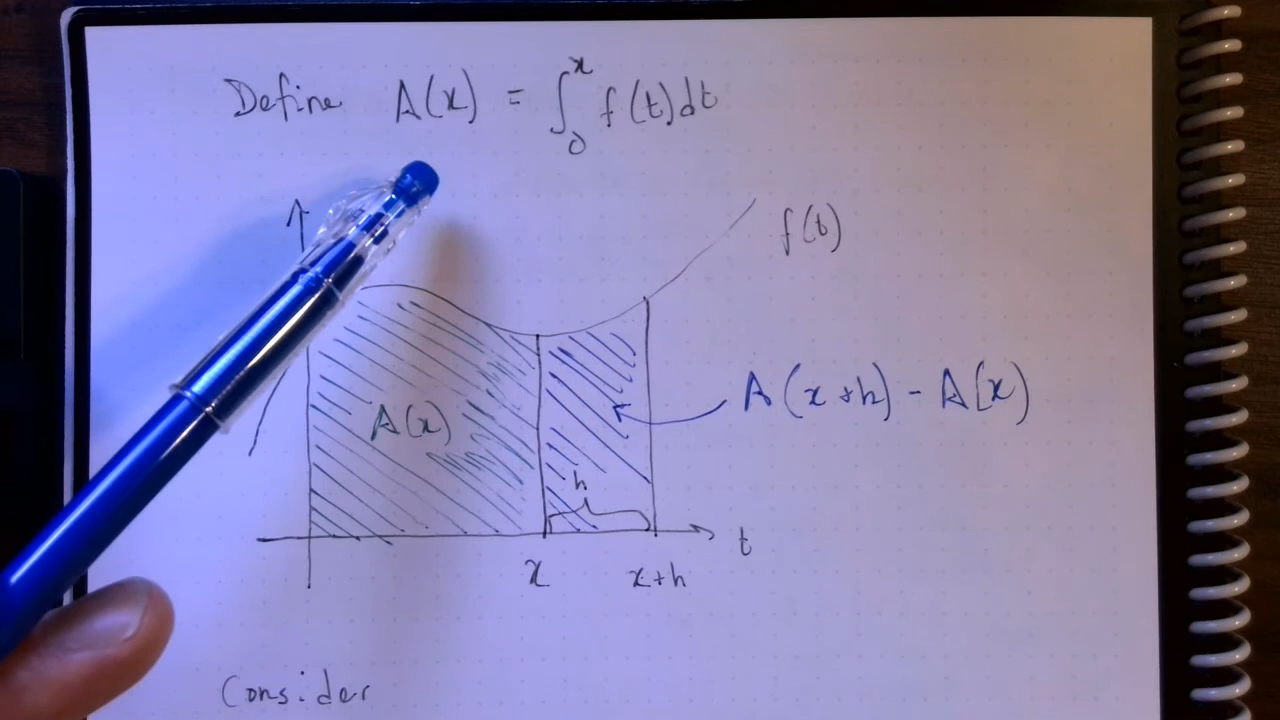 Define A(x) = ∫₀ˣ f(t)dt
f(t)
A(x)
A(x+h) - A(x)
h
t
x
x+h
Consider